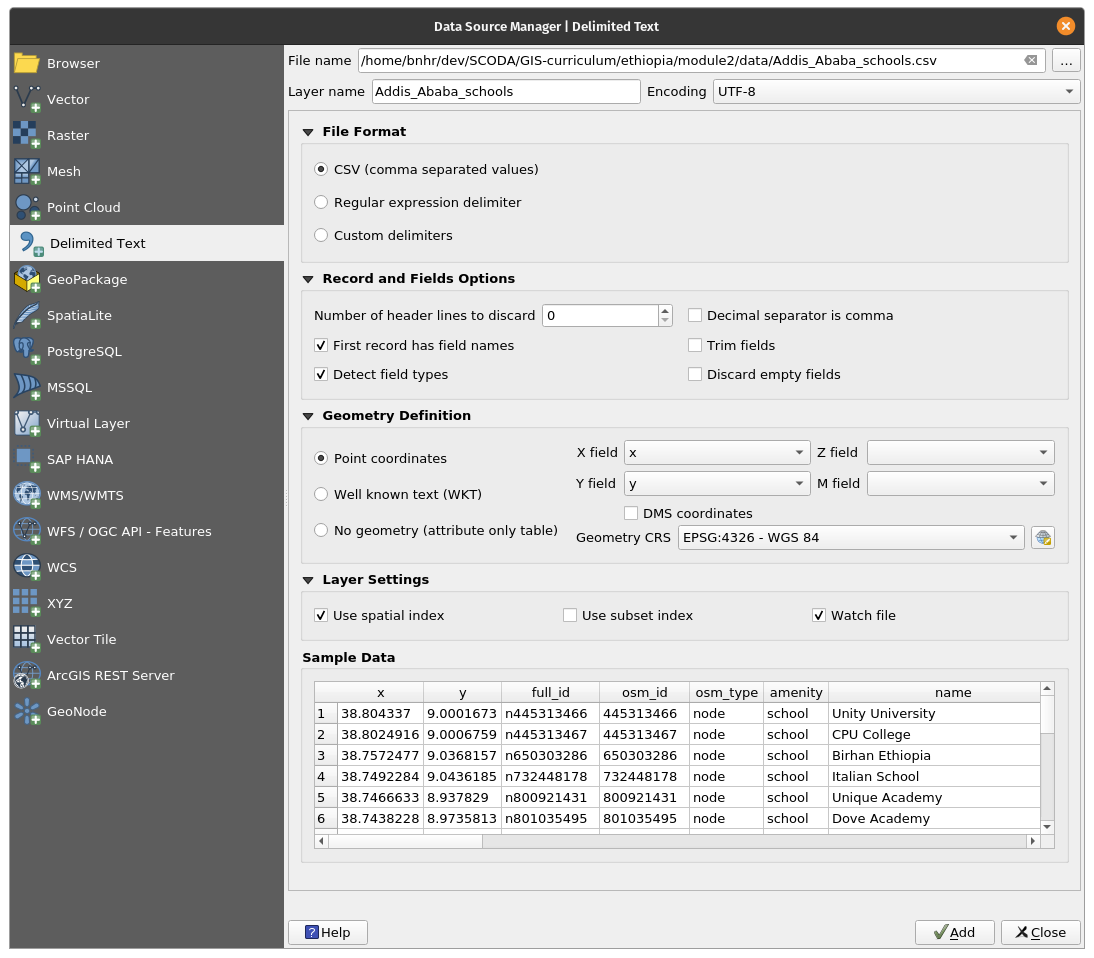 Data Source Manager | Delimited Text
Browser
Vector
Raster
Mesh
Point Cloud
Delimited Text
GeoPackage
SpatiaLite
PostgreSQL
MSSQL
Virtual Layer
SAP HANA
WMS/WMTS
WFS / OGC API - Features
WCS
XYZ
Vector Tile
ArcGIS REST Server
GeoNode
File name /home/bnhr/dev/SCODA/GIS-curriculum/ethiopia/module2/data/Addis_Ababa_schools.csv ...
Layer name Addis_Ababa_schools Encoding UTF-8
File Format
CSV (comma separated values)
Regular expression delimiter
Custom delimiters
Record and Fields Options
Number of header lines to discard 0 Decimal separator is comma
First record has field names Trim fields
Detect field types Discard empty fields
Geometry Definition
Point coordinates
Well known text (WKT)
No geometry (attribute only table)
X field x Z field
Y field y M field
DMS coordinates
Geometry CRS EPSG:4326 - WGS 84
Layer Settings
Use spatial index Use subset index Watch file
Sample Data
x y full_id osm_id osm_type amenity name
1 38.804337 9.0001673 n445313466 445313466 node school Unity University
2 38.8024916 9.0006759 n445313467 445313467 node school CPU College
3 38.7572477 9.0368157 n650303286 650303286 node school Birhan Ethiopia
4 38.7492284 9.0436185 n732448178 732448178 node school Italian School
5 38.7466633 8.937829 n800921431 800921431 node school Unique Academy
6 38.7438228 8.9735813 n801035495 801035495 node school Dove Academy
? Help Add Close